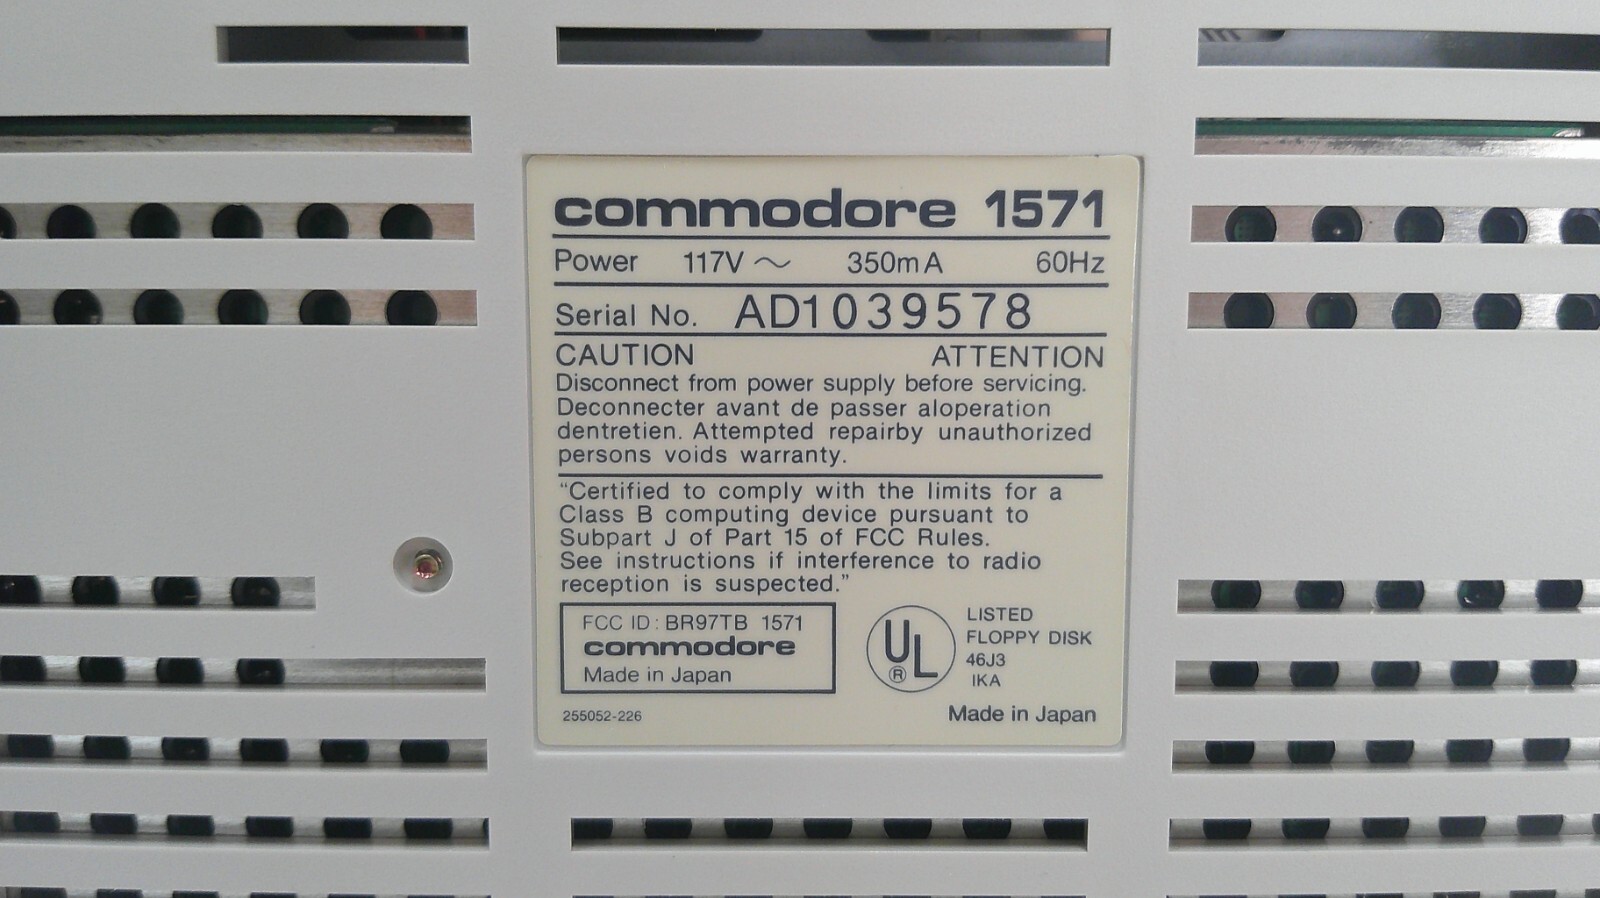 commodore 1571
Power 117V ～ 350mA 60Hz
Serial No. AD1039578
CAUTION ATTENTION
Disconnect from power supply before servicing.
Deconnecter avant de passer aloperation
dentretien. Attempted repairby unauthorized
persons voids warranty.
“Certified to comply with the limits for a
Class B computing device pursuant to
Subpart J of Part 15 of FCC Rules.
See instructions if interference to radio
reception is suspected.”
FCC ID: BR97TB 1571
commodore
Made in Japan
255052-226
UL ®
LISTED
FLOPPY DISK
46J3
IKA
Made in Japan